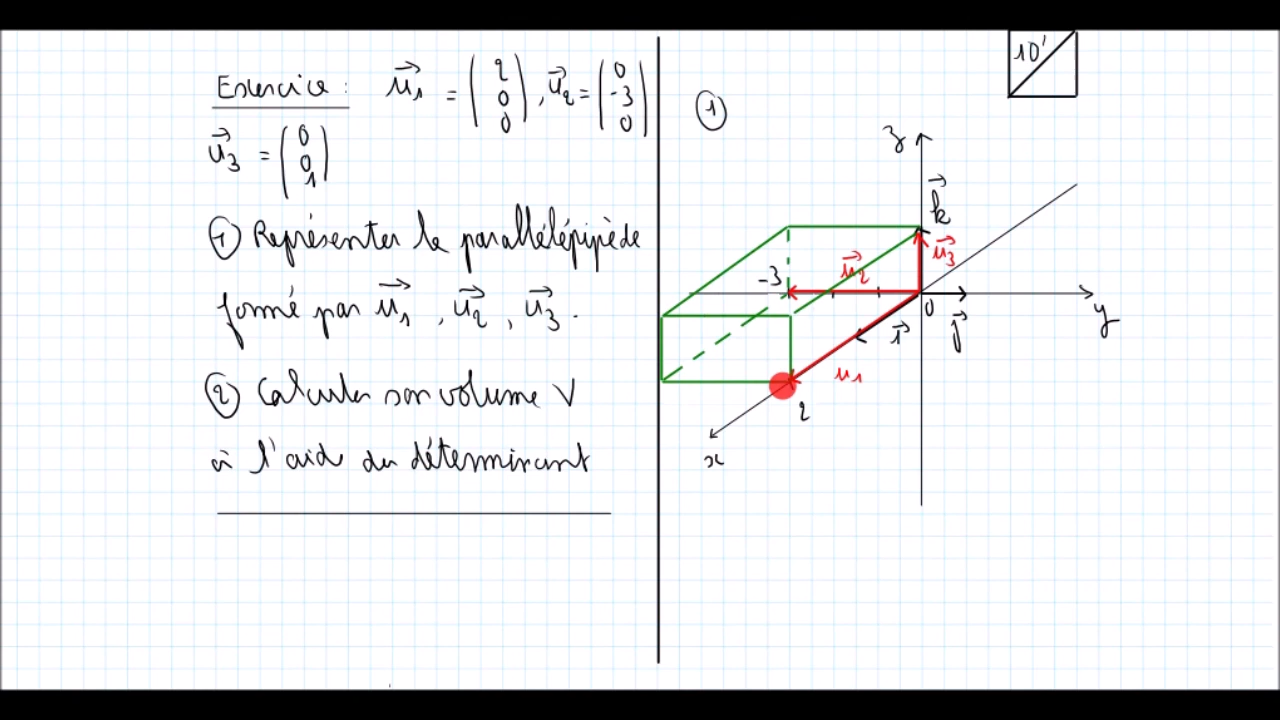 Exercice : u₁→ = (2 0 0), u₂→ = (0 -3 0)
u₃→ = (0 0 1)
① Représenter le parallélépipède
formé par u₁→, u₂→, u₃→.
② Calculer son volume V
à l'aide du déterminant
10'
①
z
k→
u₃→
u₂→
-3
0
i→
j→
y
u₁
2
x